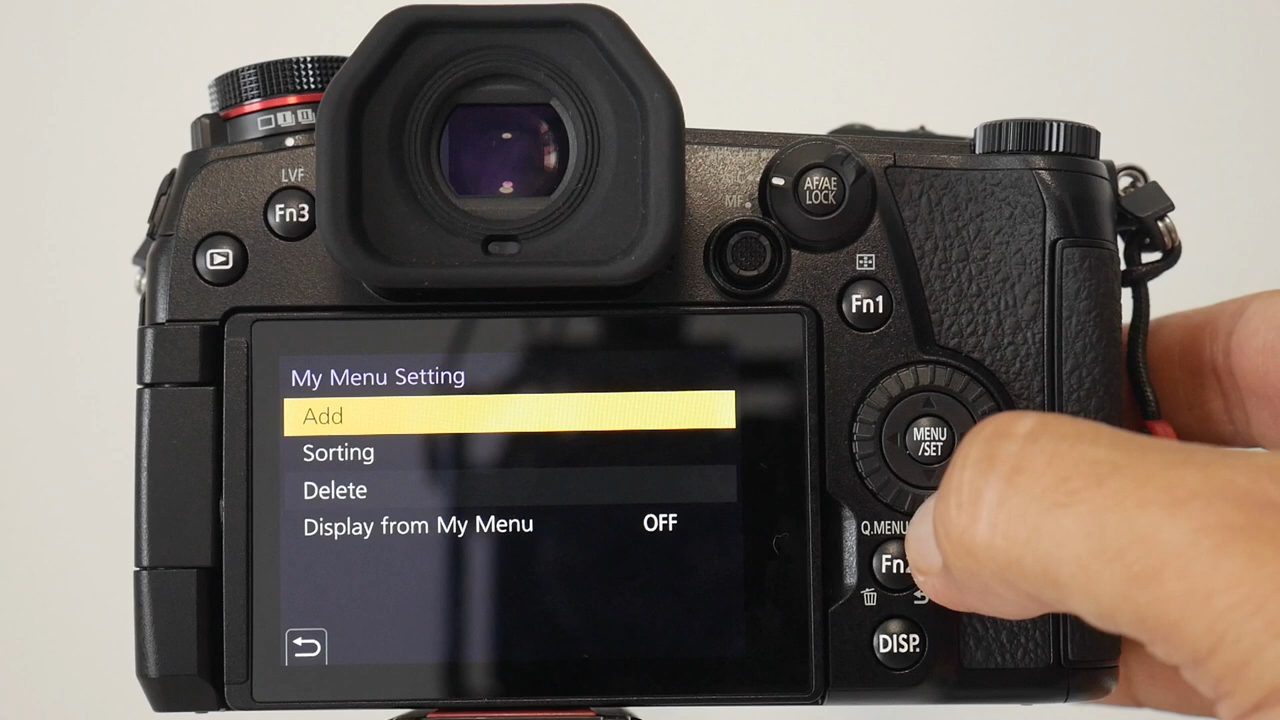 LVF
Fn3
MF
AF/AE
LOCK
Fn1
My Menu Setting
Add
Sorting
Delete
Display from My Menu OFF
MENU
/SET
Q.MENU
DISP.